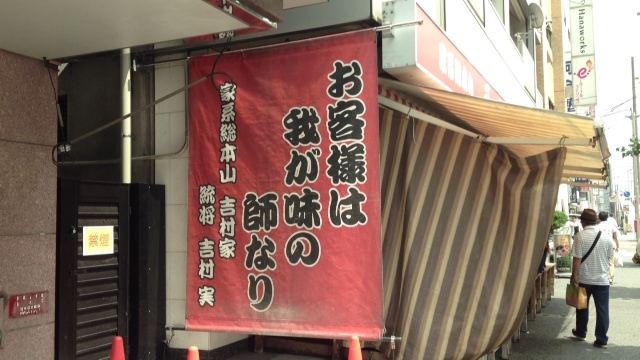 お客様は
我が味の
師なり
家系総本山 吉村家
統将 吉村 実
禁煙
Hanaworks